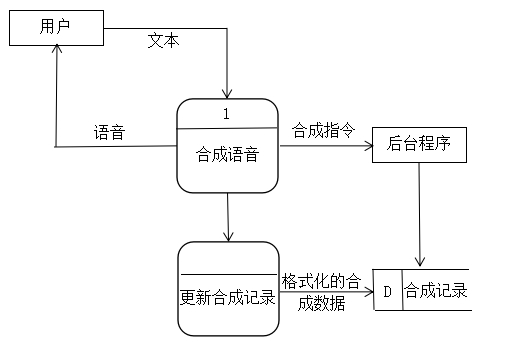 用户
文本
1
语音
合成语音
合成指令
后台程序
更新合成记录
格式化的合
成数据
D
合成记录